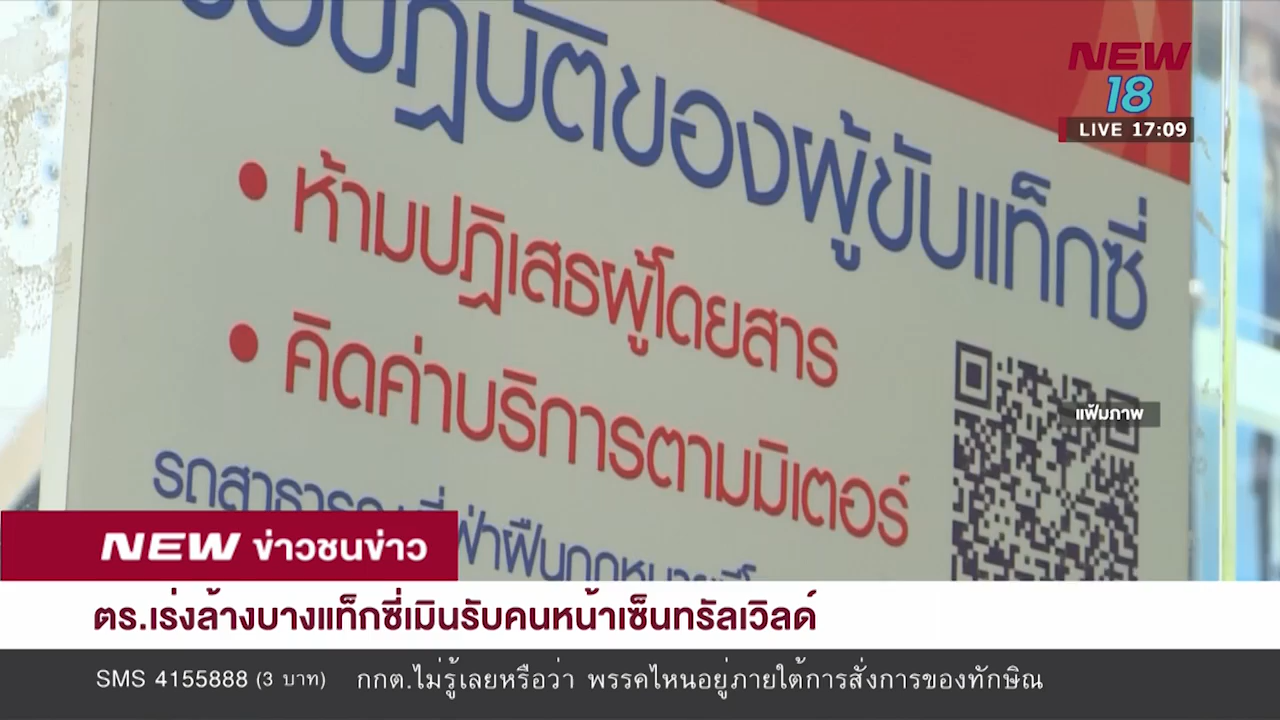 ปฏิบัติของผู้ขับแท็กซี่
• ห้ามปฏิเสธผู้โดยสาร
• คิดค่าบริการตามมิเตอร์
NEW
18
LIVE 17:09
แฟ้มภาพ
NEW ข่าวชนข่าว
ตร.เร่งล้างบางแท็กซี่เมินรับคนหน้าเซ็นทรัลเวิลด์
SMS 4155888 (3 บาท) กกต.ไม่รู้เลยหรือว่า พรรคไหนอยู่ภายใต้การสั่งการของทักษิณ